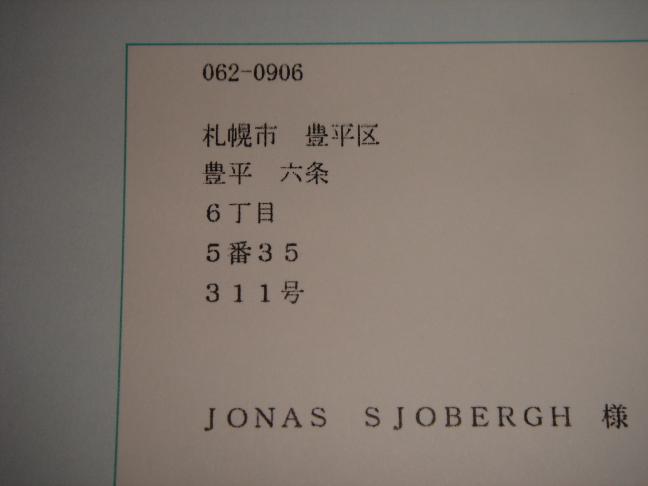 062-0906
札幌市　豊平区
豊平　六条
６丁目
５番３５
３１１号
ＪＯＮＡＳ　ＳＪＯＢＥＲＧＨ　様